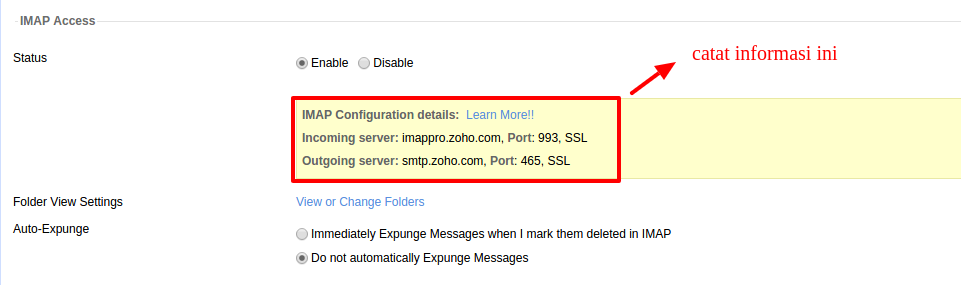 IMAP Access
Status
Enable Disable
catat informasi ini
IMAP Configuration details: Learn More!!
Incoming server: imappro.zoho.com, Port: 993, SSL
Outgoing server: smtp.zoho.com, Port: 465, SSL
Folder View Settings View or Change Folders
Auto-Expunge
Immediately Expunge Messages when I mark them deleted in IMAP
Do not automatically Expunge Messages